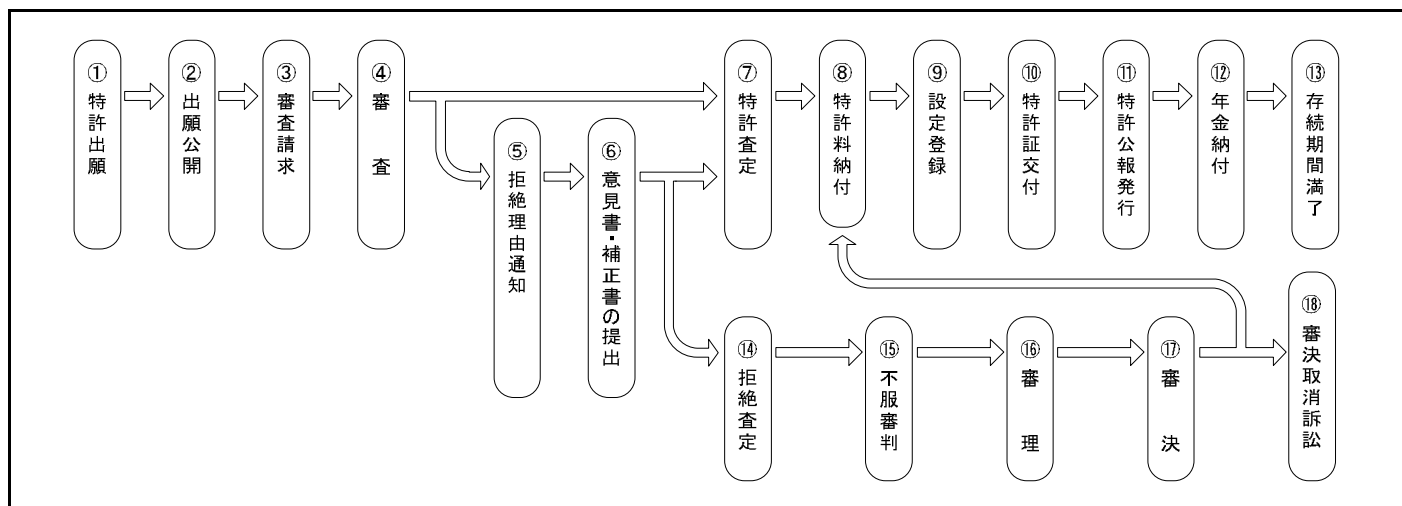 ①特許出願
②出願公開
③審査請求
④審査
⑤拒絶理由通知
⑥意見書・補正書の提出
⑦特許査定
⑧特許料納付
⑨設定登録
⑩特許証交付
⑪特許公報発行
⑫年金納付
⑬存続期間満了
⑭拒絶査定
⑮不服審判
⑯審理
⑰審決
⑱審決取消訴訟